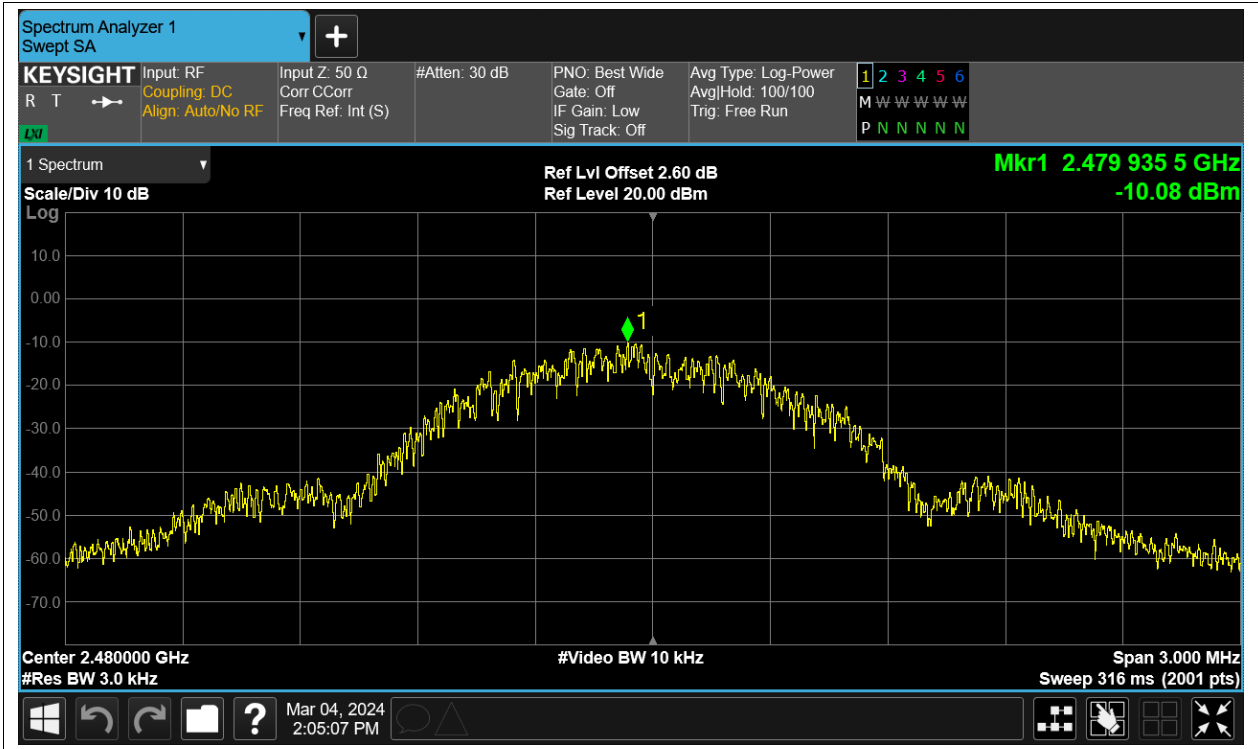 Spectrum Analyzer 1
Swept SA
KEYSIGHT
R T
LXI
Input: RF
Coupling: DC
Align: Auto/No RF
Input Z: 50 Ω
Corr CCorr
Freq Ref: Int (S)
#Atten: 30 dB
PNO: Best Wide
Gate: Off
IF Gain: Low
Sig Track: Off
Avg Type: Log-Power
Avg|Hold: 100/100
Trig: Free Run
1 2 3 4 5 6
M W W W W W
P N N N N N
1 Spectrum
Scale/Div 10 dB
Log
Ref Lvl Offset 2.60 dB
Ref Level 20.00 dBm
Mkr1 2.479 935 5 GHz
-10.08 dBm
10.0
0.00
1
-10.0
-20.0
-30.0
-40.0
-50.0
-60.0
-70.0
Center 2.480000 GHz
#Res BW 3.0 kHz
#Video BW 10 kHz
Span 3.000 MHz
Sweep 316 ms (2001 pts)
?
Mar 04, 2024
2:05:07 PM